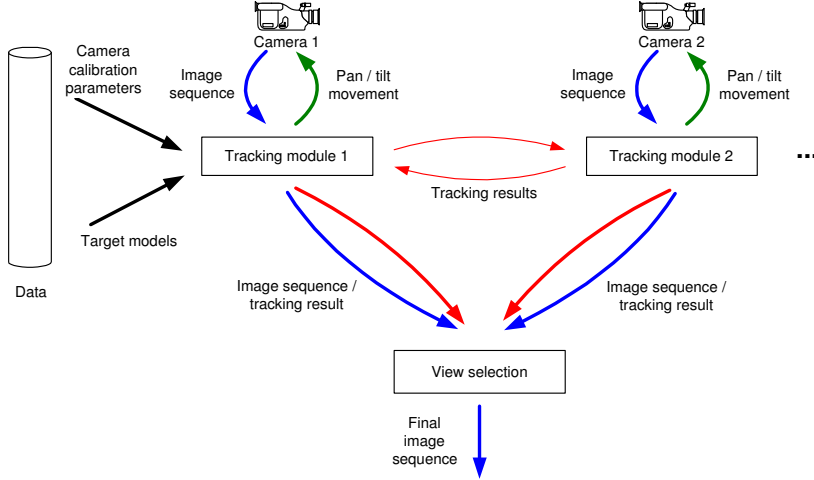 Camera 1
Camera 2
Camera
calibration
parameters
Image
sequence
Pan / tilt
movement
Image
sequence
Pan / tilt
movement
Tracking module 1
Tracking module 2
...
Tracking results
Target models
Data
Image sequence /
tracking result
Image sequence /
tracking result
View selection
Final
image
sequence